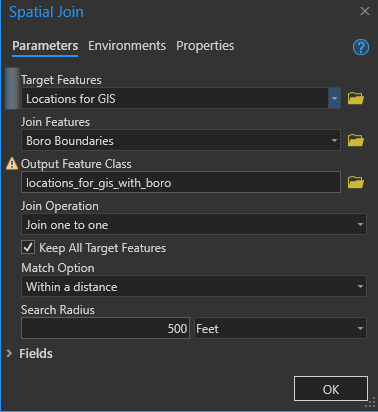 Spatial Join
Parameters Environments Properties
Target Features
Locations for GIS
Join Features
Boro Boundaries
Output Feature Class
locations_for_gis_with_boro
Join Operation
Join one to one
Keep All Target Features
Match Option
Within a distance
Search Radius
500 Feet
Fields
OK